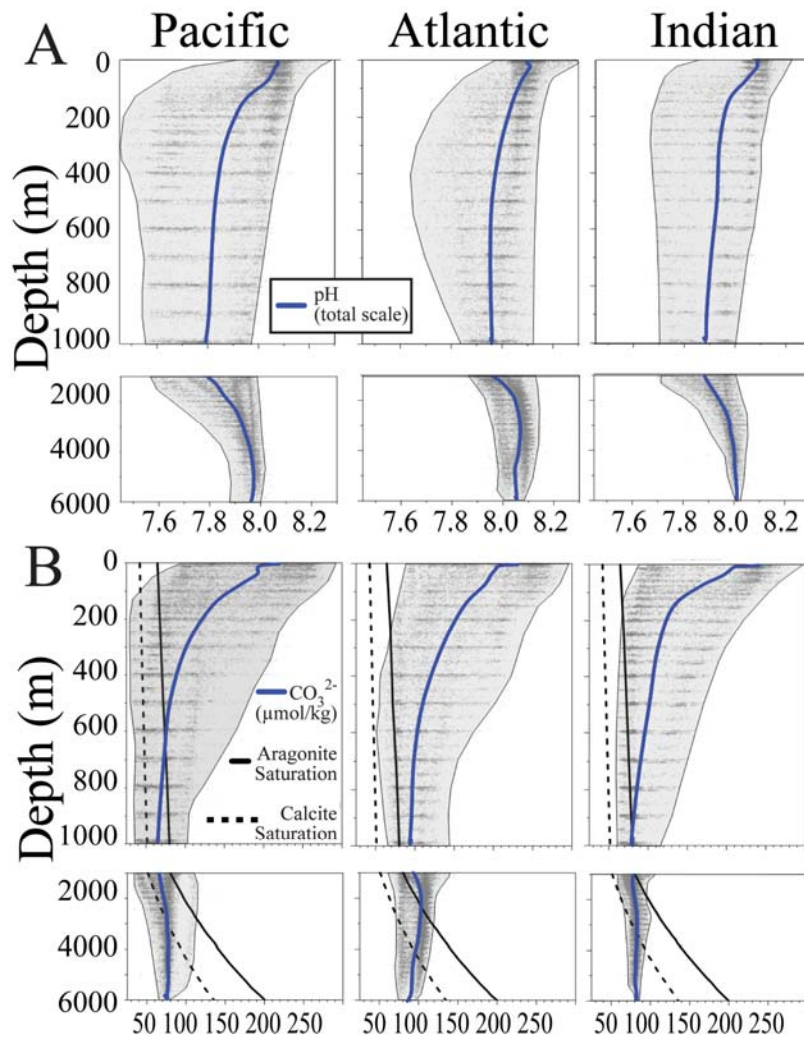 Pacific Atlantic Indian
A
0
200
400
600
800
1000
Depth (m)
pH
(total scale)
2000
4000
6000
7.6 7.8 8.0 8.2 7.6 7.8 8.0 8.2 7.6 7.8 8.0 8.2
B
0
200
400
600
800
1000
Depth (m)
CO₃²⁻
(µmol/kg)
Aragonite
Saturation
Calcite
Saturation
2000
4000
6000
50 100 150 200 250 50 100 150 200 250 50 100 150 200 250